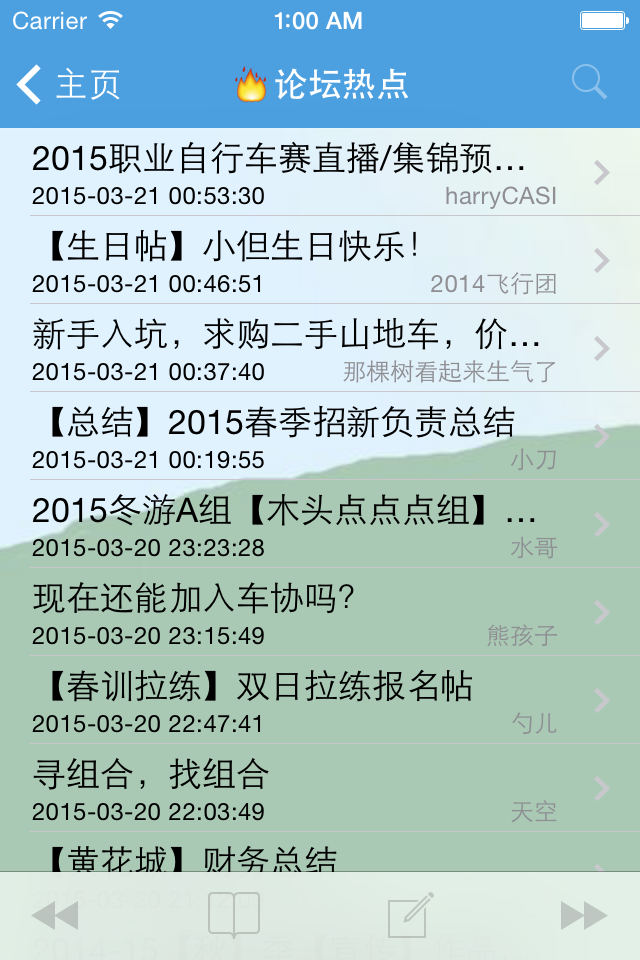 Carrier 1:00 AM
主页 论坛热点
2015职业自行车赛直播/集锦预...
2015-03-21 00:53:30 harryCASI
【生日帖】小但生日快乐！
2015-03-21 00:46:51 2014飞行团
新手入坑，求购二手山地车，价...
2015-03-21 00:37:40 那棵树看起来生气了
【总结】2015春季招新负责总结
2015-03-21 00:19:55 小刀
2015冬游A组【木头点点点组】...
2015-03-20 23:23:28 水哥
现在还能加入车协吗？
2015-03-20 23:15:49 熊孩子
【春训拉练】双日拉练报名帖
2015-03-20 22:47:41 勺儿
寻组合，找组合
2015-03-20 22:03:49 天空
【黄花城】财务总结